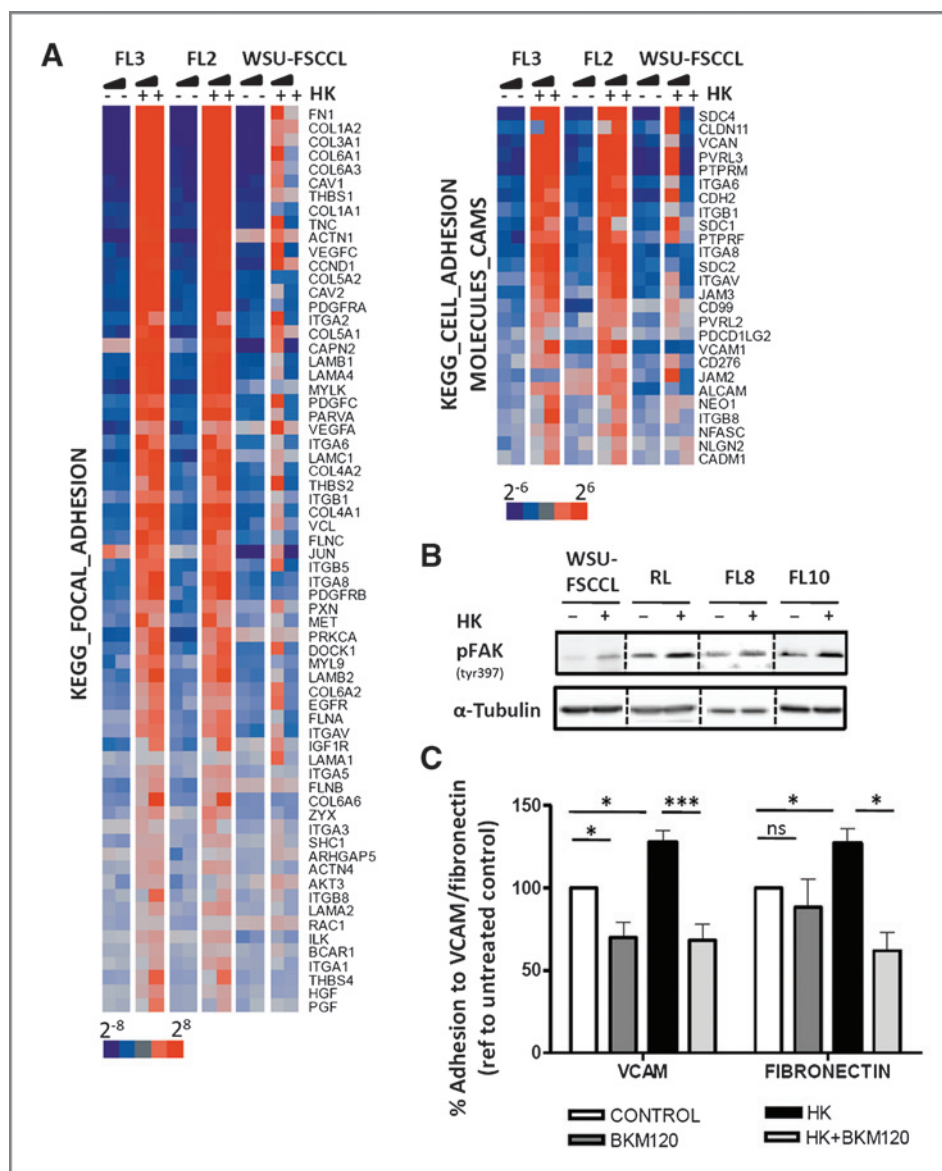 A
FL3 FL2 WSU-FSCCL
- - + + - - + + - - + + HK
KEGG_FOCAL_ADHESION
FN1
COL1A2
COL3A1
COL6A1
COL6A3
CAV1
THBS1
COL1A1
TNC
ACTN1
VEGFC
CCND1
COL5A2
CAV2
PDGFRA
ITGA2
COL5A1
CAPN2
LAMB1
LAMA4
MYLK
PDGFC
PARVA
VEGFA
ITGA6
LAMC1
COL4A2
THBS2
ITGB1
COL4A1
VCL
FLNC
JUN
ITGB5
ITGA8
PDGFRB
PXN
MET
PRKCA
DOCK1
MYL9
LAMB2
COL6A2
EGFR
FLNA
ITGAV
IGF1R
LAMA1
ITGA5
FLNB
COL6A6
ZYX
ITGA3
SHC1
ARHGAP5
ACTN4
AKT3
ITGB8
LAMA2
RAC1
ILK
BCAR1
ITGA1
THBS4
HGF
PGF
2-8 28
FL3 FL2 WSU-FSCCL
- - + + - - + + - - + + HK
KEGG_CELL_ADHESION
MOLECULES_CAMS
SDC4
CLDN11
VCAN
PVRL3
PTPRM
ITGA6
CDH2
ITGB1
SDC1
PTPRF
ITGA8
SDC2
ITGAV
JAM3
CD99
PVRL2
PDCD1LG2
VCAM1
CD276
JAM2
ALCAM
NEO1
ITGB8
NFASC
NLGN2
CADM1
2-6 26
B
WSU-
FSCCL RL FL8 FL10
HK – + – + – + – +
pFAK
(tyr397)
α-Tubulin
C
% Adhesion to VCAM/fibronectin
(ref to untreated control)
150
100
50
0
* *** * *
* ns
VCAM FIBRONECTIN
CONTROL HK
BKM120 HK+BKM120